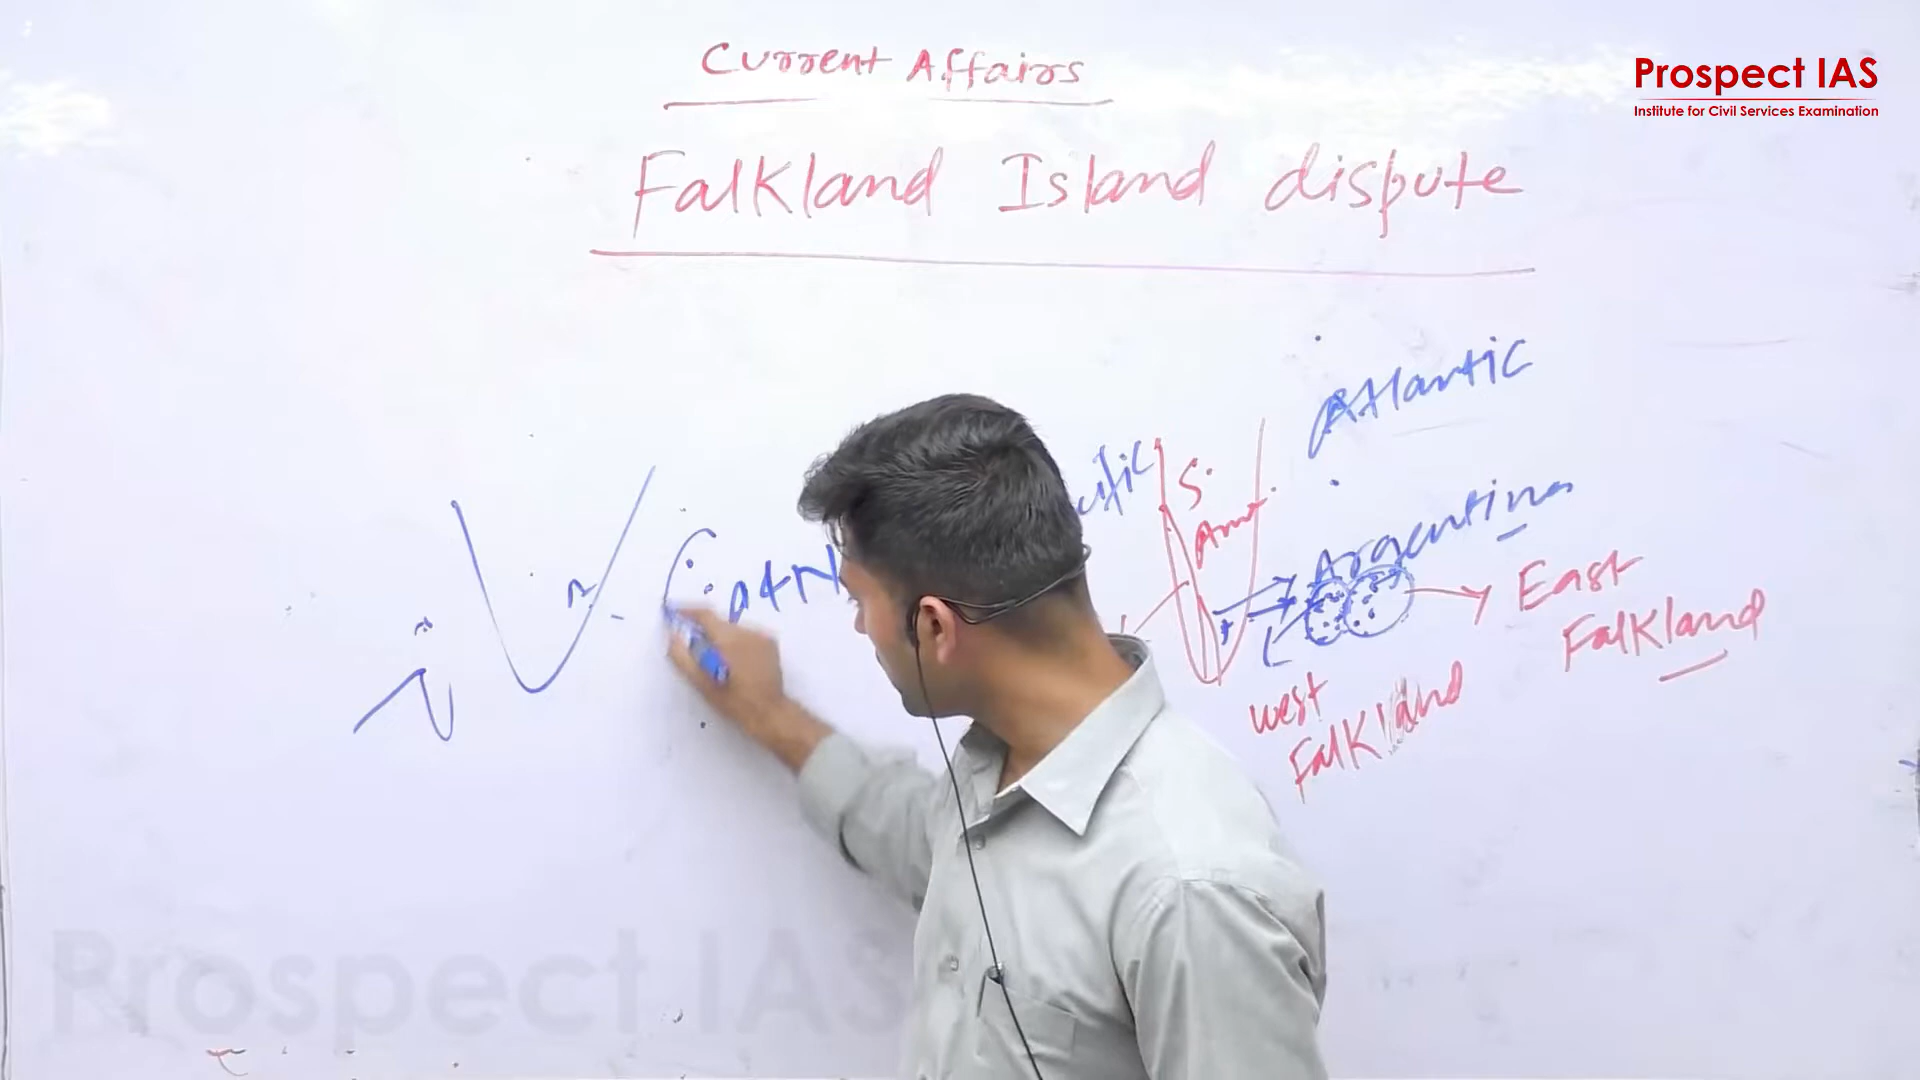 Current Affairs
Prospect IAS
Institute for Civil Services Examination
Falkland Island dispute
Atlantic
S.
Argentina
East
Falkland
West
Falkland
Prospect IAS